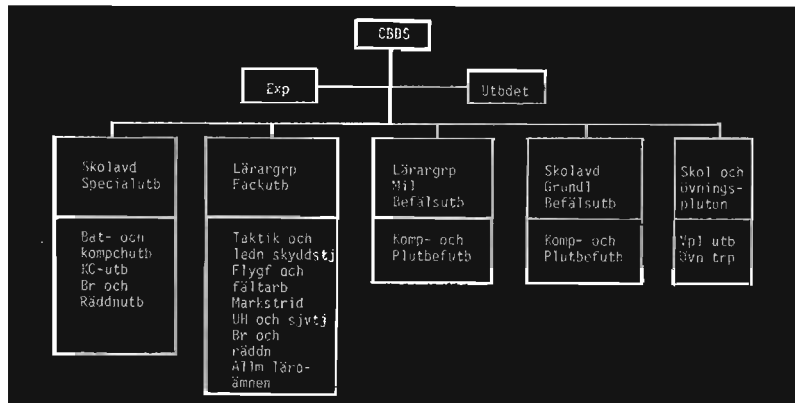 CBBS
Exp
Utbdet
Skolavd
Specialutb
Bat- och
kompchutb
KC-utb
Br och
Räddnutb
Lärargrp
Fackutb
Taktik och
ledn skyddstj
Flygf och
fältarb
Markstrid
UH och sjvtj
Br och
räddn
Allm läro-
ämnen
Lärargrp
Mil
Befälsutb
Komp- och
Plutbefutb
Skolavd
Grundl
Befälsutb
Komp- och
Plutbefutb
Skol och
övnings-
pluton
Vpl utb
Övn trp